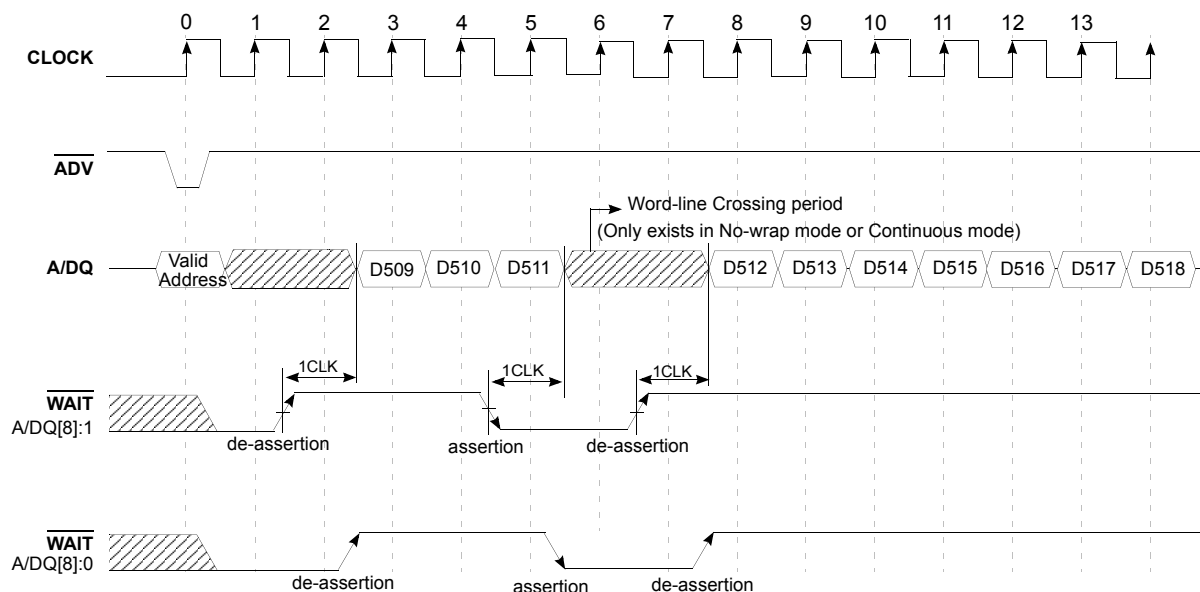 0 1 2 3 4 5 6 7 8 9 10 11 12 13
CLOCK
ADV
Word-line Crossing period
(Only exists in No-wrap mode or Continuous mode)
A/DQ
Valid
Address
D509 D510 D511 D512 D513 D514 D515 D516 D517 D518
1CLK 1CLK 1CLK
WAIT
A/DQ[8]:1
de-assertion assertion de-assertion
WAIT
A/DQ[8]:0
de-assertion assertion de-assertion